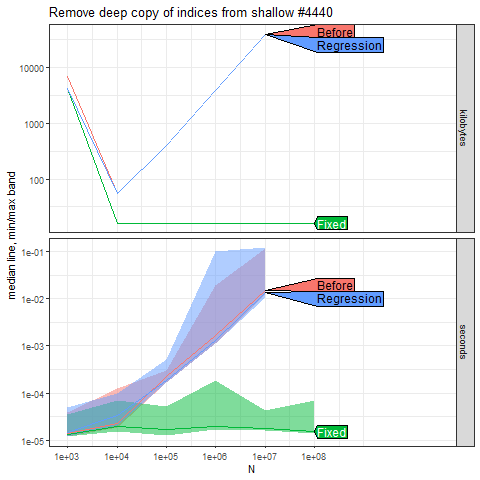 Remove deep copy of indices from shallow #4440
median line, min/max band
10000
1000
100
Before
Regression
Fixed
kilobytes
1e-01
1e-02
1e-03
1e-04
1e-05
Before
Regression
Fixed
seconds
1e+03 1e+04 1e+05 1e+06 1e+07 1e+08
N